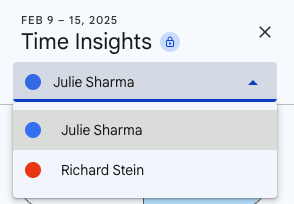 FEB 9 – 15, 2025
Time Insights
Julie Sharma
Julie Sharma
Richard Stein